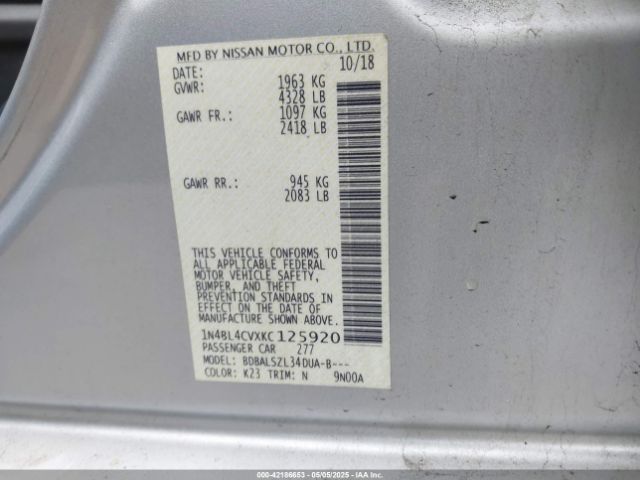 MFD BY NISSAN MOTOR CO., LTD.
DATE: 10/18
GVWR: 1963 KG
4328 LB
GAWR FR.: 1097 KG
2418 LB
GAWR RR.: 945 KG
2083 LB
THIS VEHICLE CONFORMS TO
ALL APPLICABLE FEDERAL
MOTOR VEHICLE SAFETY,
BUMPER, AND THEFT
PREVENTION STANDARDS IN
EFFECT ON THE DATE OF
MANUFACTURE SHOWN ABOVE.
1N4BL4CVXKC125920
PASSENGER CAR 277
MODEL: BDBALSZL34DUA-B---
COLOR: K23 TRIM: N 9N00A
000-42186653 / 05/05/2025 / IAAI.COM